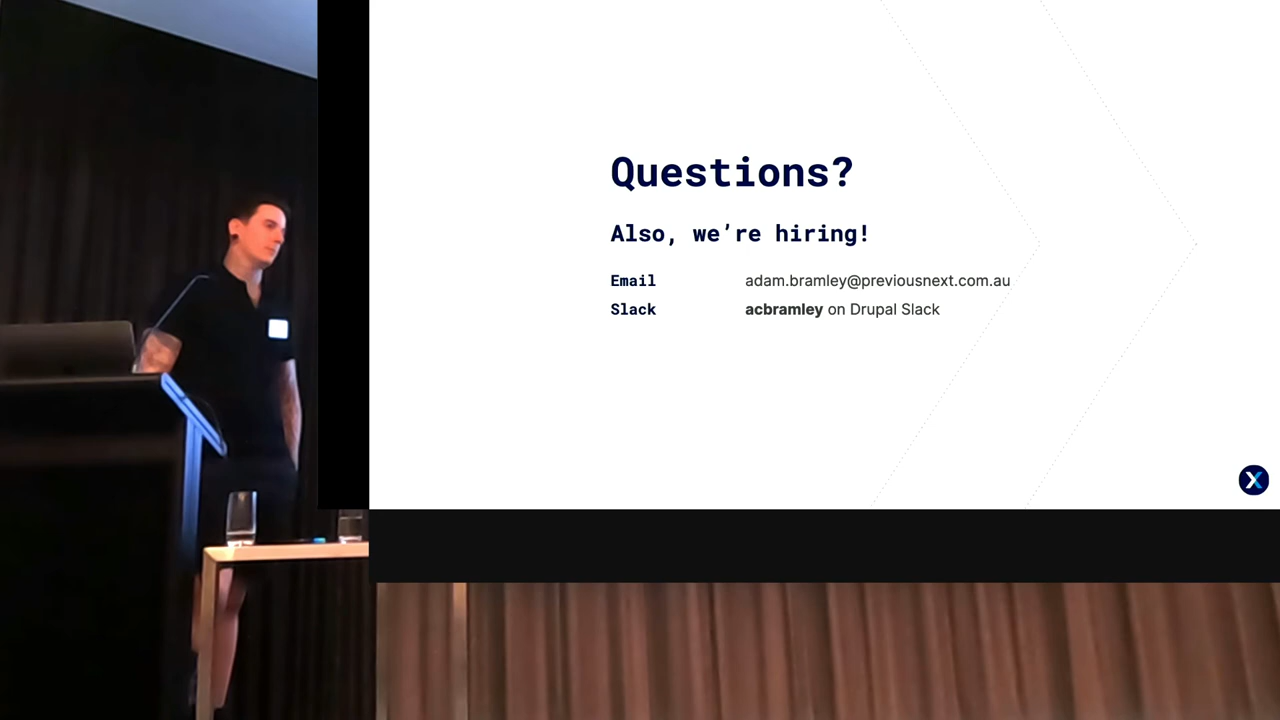 Questions?
Also, we're hiring!
Email adam.bramley@previousnext.com.au
Slack acbramley on Drupal Slack